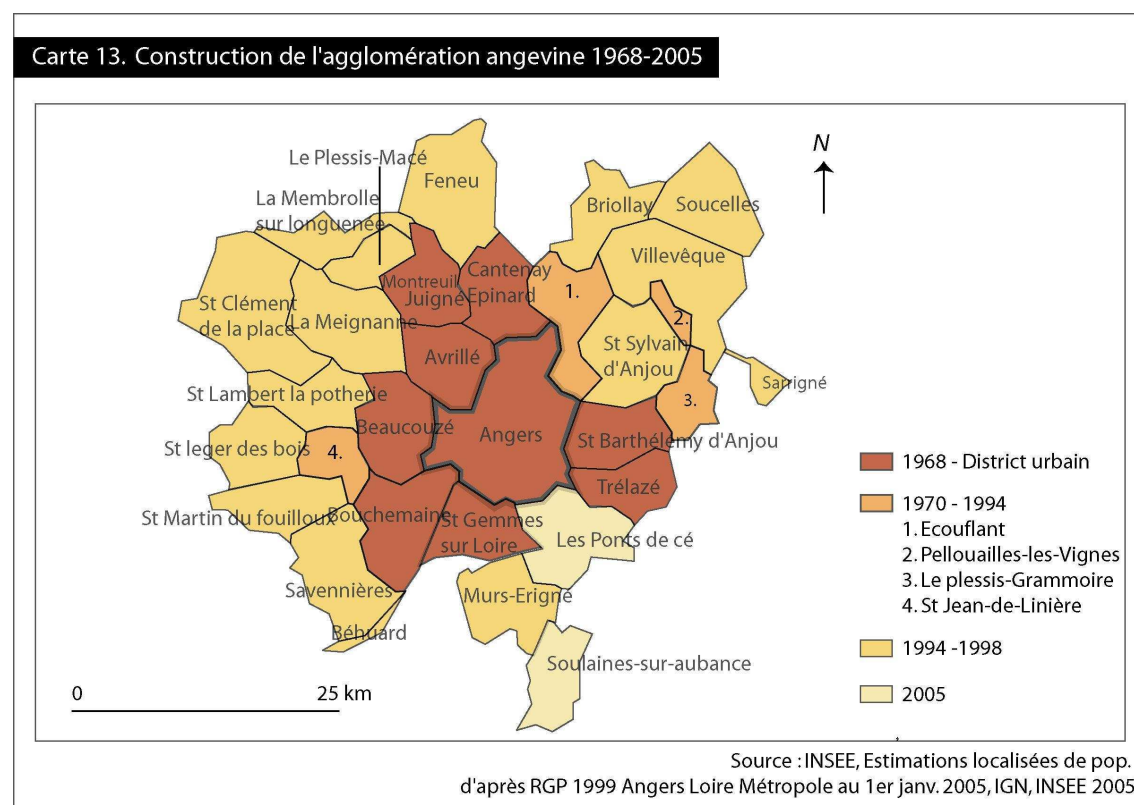 Carte 13. Construction de l'agglomération angevine 1968-2005
N
Le Plessis-Macé
Feneu
La Membrolle
sur longuenée
Briollay
Soucelles
Villevêque
Cantenay
Epinard
Montreuil
Juigné
1.
2.
St Clément
de la place
La Meignanne
Avrillé
St Sylvain
d'Anjou
Sarrigné
3.
St Lambert la potherie
Beaucouzé
Angers
St Barthélemy d'Anjou
St leger des bois
4.
Trélazé
St Martin du fouilloux
Bouchemaine
St Gemmes
sur Loire
Les Ponts de cé
Savennières
Murs-Erigné
Béhuard
Soulaines-sur-aubance
0 25 km
1968 - District urbain
1970 - 1994
1. Ecouflant
2. Pellouailles-les-Vignes
3. Le plessis-Grammoire
4. St Jean-de-Linière
1994 -1998
2005
Source : INSEE, Estimations localisées de pop.
d'après RGP 1999 Angers Loire Métropole au 1er janv. 2005, IGN, INSEE 2005